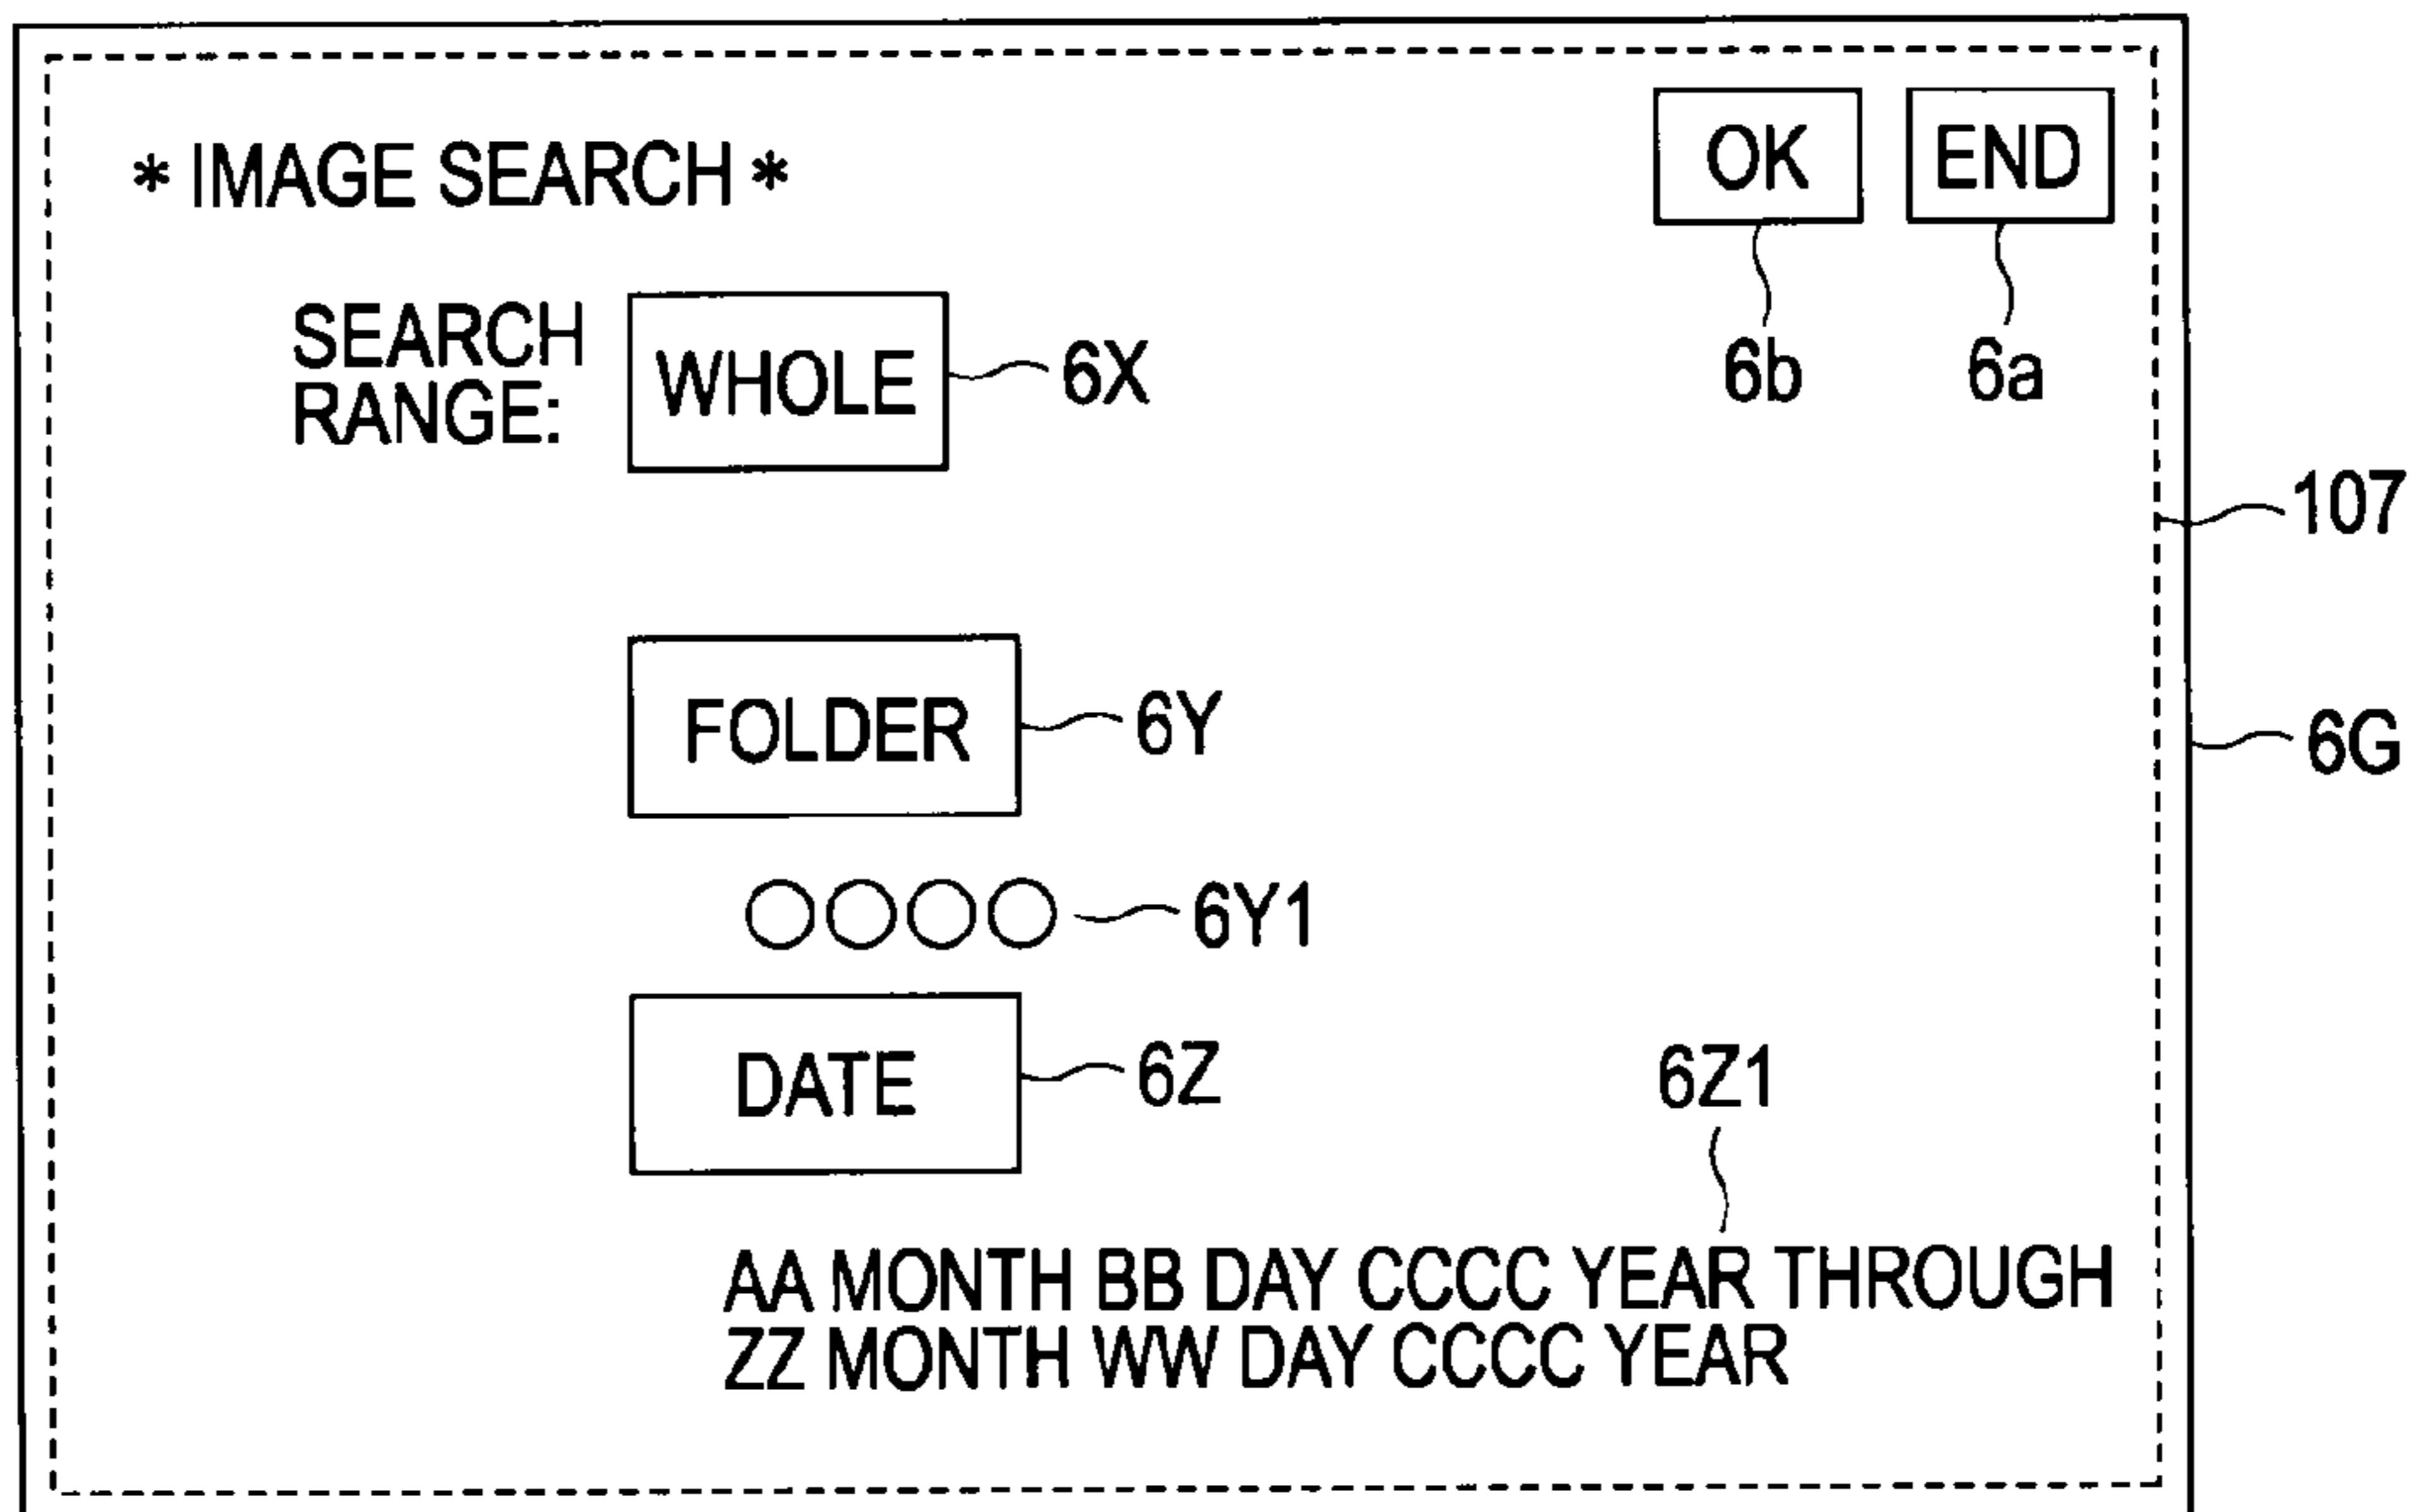 * IMAGE SEARCH *
OK
END
6b
6a
SEARCH
RANGE:
WHOLE
6X
107
FOLDER
6Y
6G
○○○○
6Y1
DATE
6Z
6Z1
AA MONTH BB DAY CCCC YEAR THROUGH
ZZ MONTH WW DAY CCCC YEAR